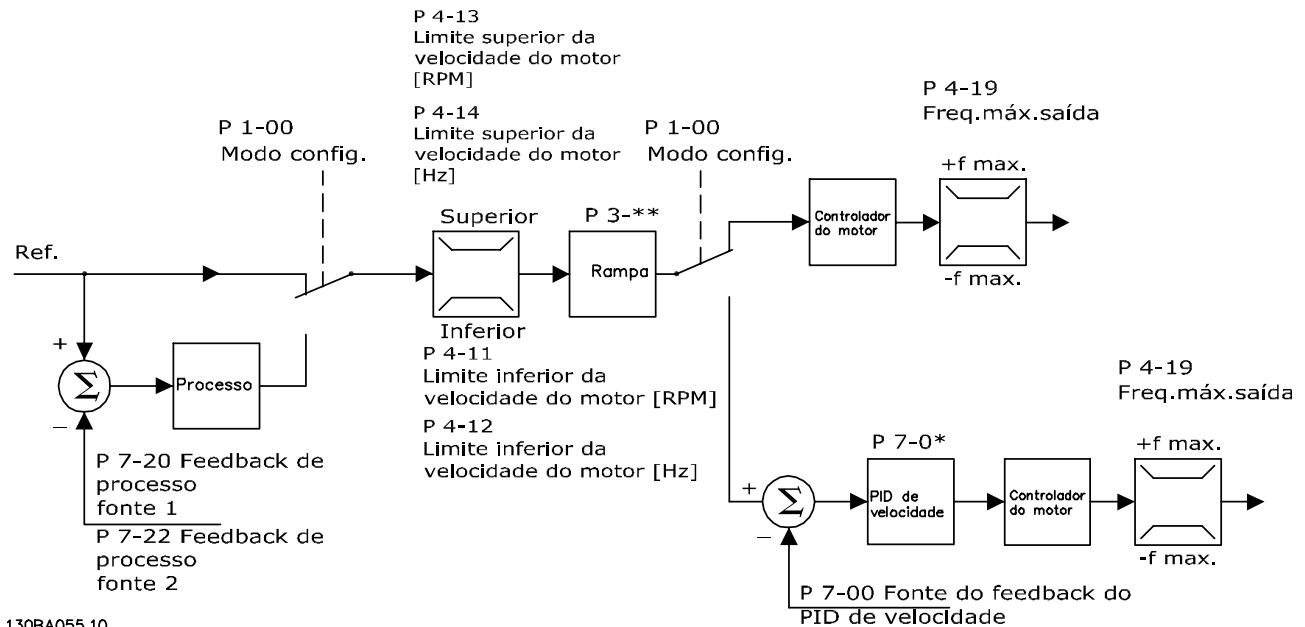 P 4-13
Limite superior da
velocidade do motor
[RPM]
P 4-14
Limite superior da
velocidade do motor
[Hz]
P 4-19
Freq.máx.saída
P 1-00
Modo config.
P 1-00
Modo config.
+f max.
Superior
P 3-**
Controlador
do motor
Ref.
Rampa
-f max.
Inferior
+
Σ
Processo
P 4-11
Limite inferior da
velocidade do motor [RPM]
P 4-12
Limite inferior da
velocidade do motor [Hz]
P 4-19
Freq.máx.saída
–
P 7-20 Feedback de
processo
fonte 1
P 7-22 Feedback de
processo
fonte 2
P 7-0*
+f max.
+
Σ
PID de
velocidade
Controlador
do motor
–
-f max.
P 7-00 Fonte do feedback do
PID de velocidade
130BA055.10